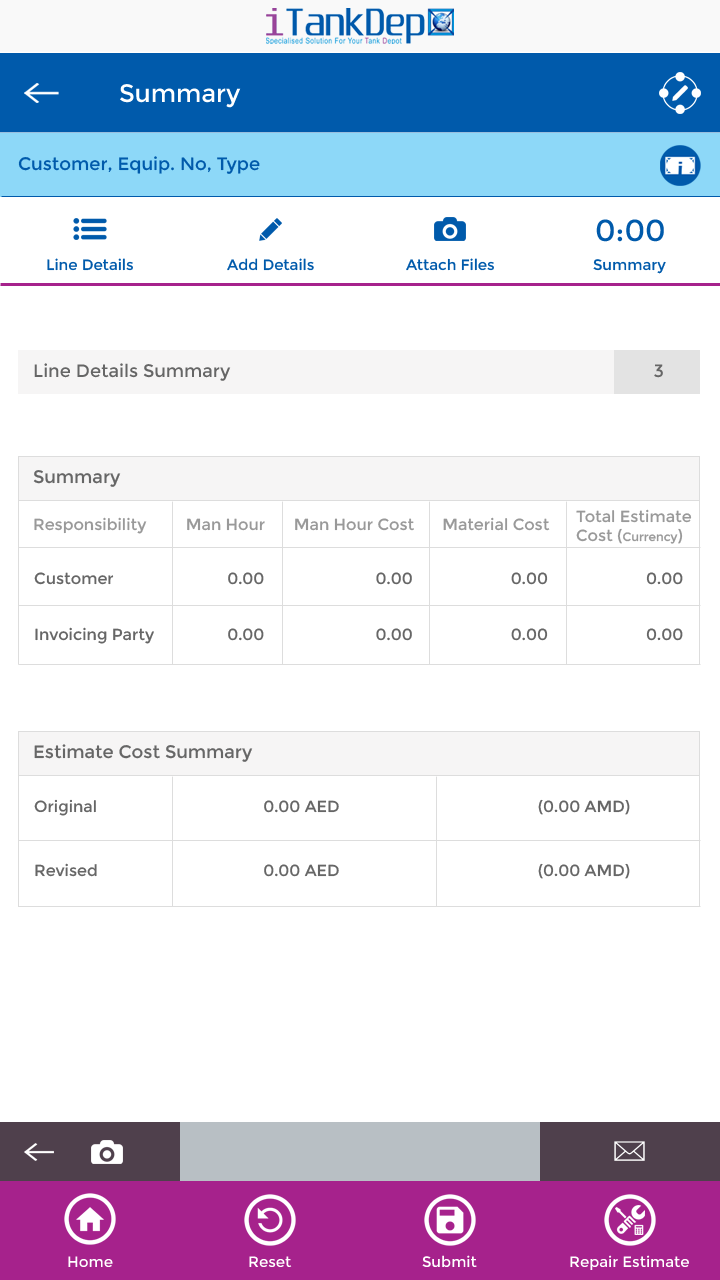 iTankDepo
Specialised Solution For Your Tank Depot
Summary
Customer, Equip. No, Type
i
0:00
Line Details
Add Details
Attach Files
Summary
Line Details Summary 3
Summary
Responsibility Man Hour Man Hour Cost Material Cost Total Estimate
Cost (Currency)
Customer 0.00 0.00 0.00 0.00
Invoicing Party 0.00 0.00 0.00 0.00
Estimate Cost Summary
Original 0.00 AED (0.00 AMD)
Revised 0.00 AED (0.00 AMD)
Home Reset Submit Repair Estimate